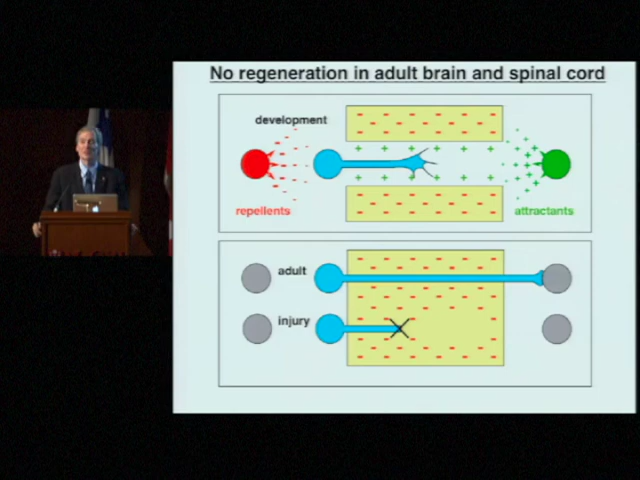 No regeneration in adult brain and spinal cord
development
repellents
attractants
adult
injury